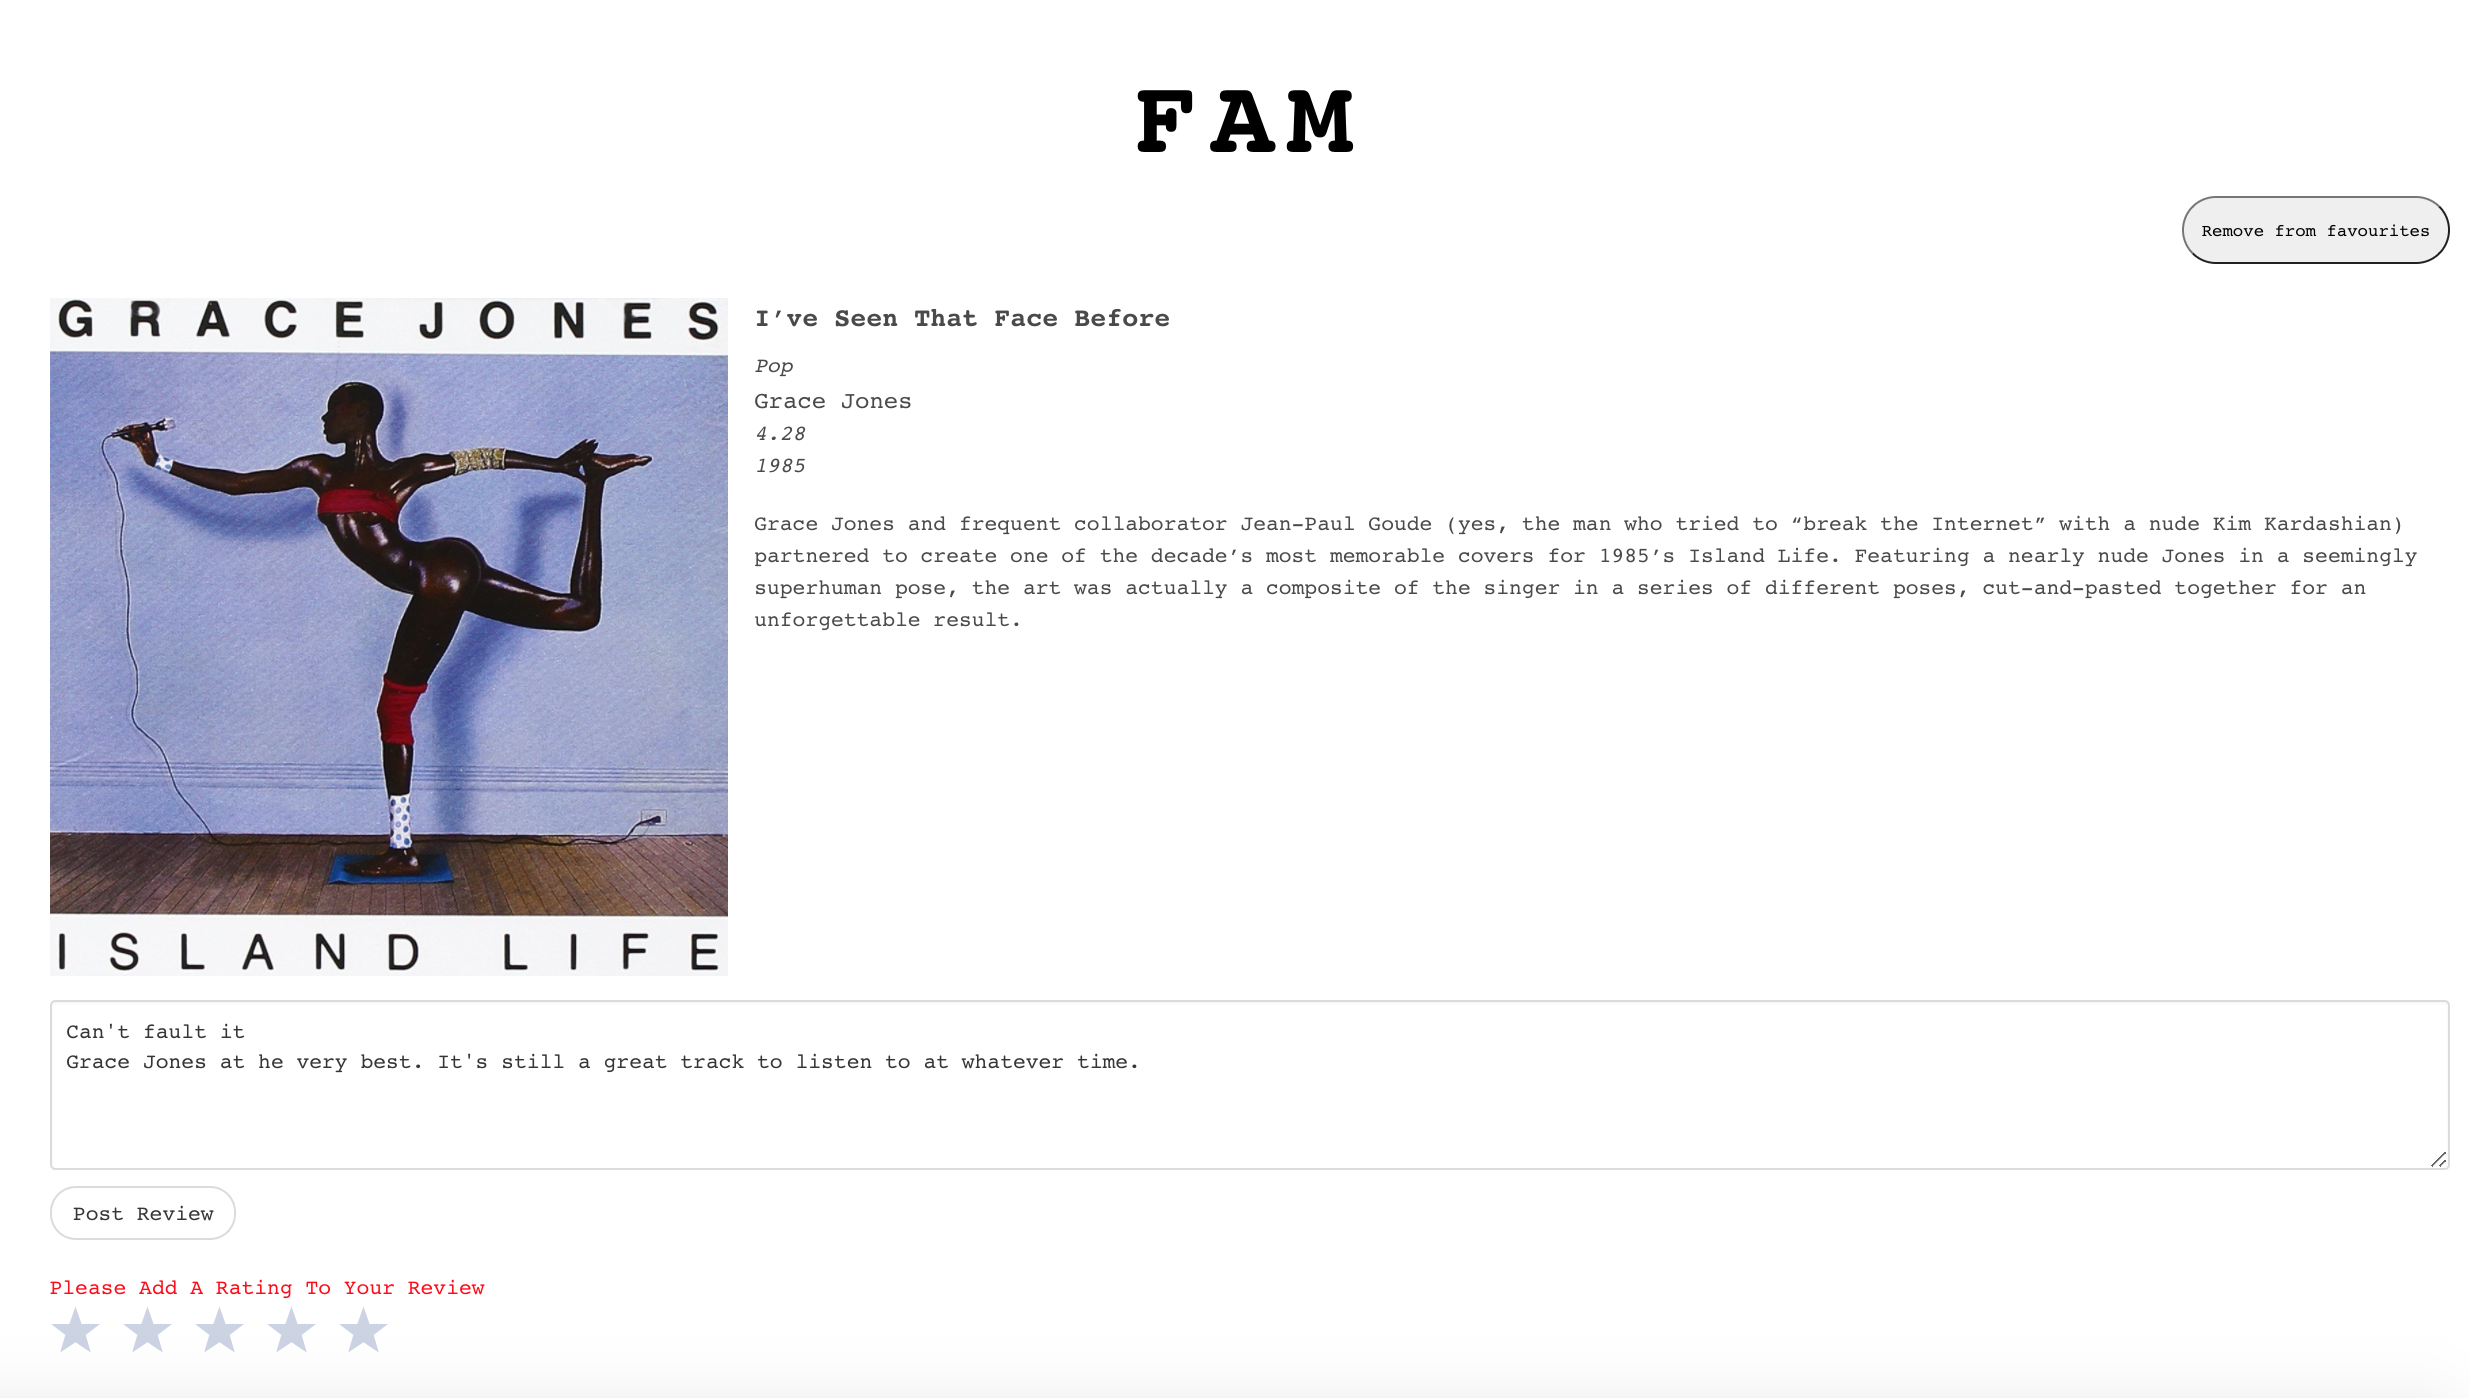 FAM
Remove from favourites
GRACE JONES
ISLAND LIFE
I’ve Seen That Face Before
Pop
Grace Jones
4.28
1985
Grace Jones and frequent collaborator Jean-Paul Goude (yes, the man who tried to “break the Internet” with a nude Kim Kardashian)
partnered to create one of the decade’s most memorable covers for 1985’s Island Life. Featuring a nearly nude Jones in a seemingly
superhuman pose, the art was actually a composite of the singer in a series of different poses, cut-and-pasted together for an
unforgettable result.
Can't fault it
Grace Jones at he very best. It's still a great track to listen to at whatever time.
Post Review
Please Add A Rating To Your Review